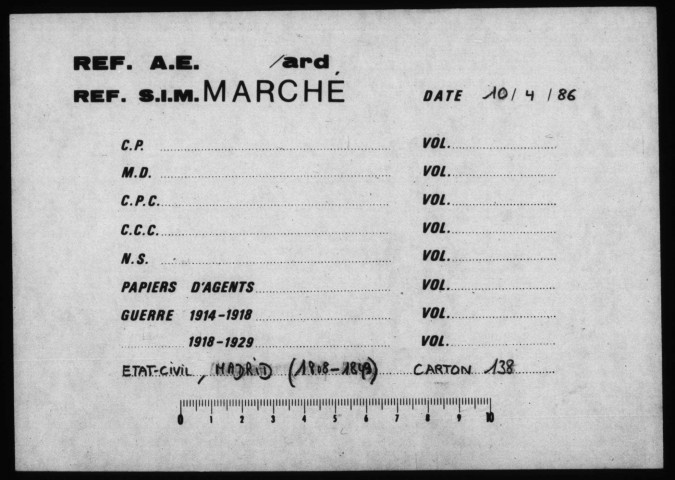 REF. A.E. /ard
REF. S.I.M. MARCHÉ DATE 10/4/86
C.P. VOL.
M.D. VOL.
C.P.C. VOL.
C.C.C. VOL.
N.S. VOL.
PAPIERS D'AGENTS VOL.
GUERRE 1914-1918 VOL.
1918-1929 VOL.
ETAT-CIVIL, MADRID CARTON 138
0 1 2 3 4 5 6 7 8 9 10